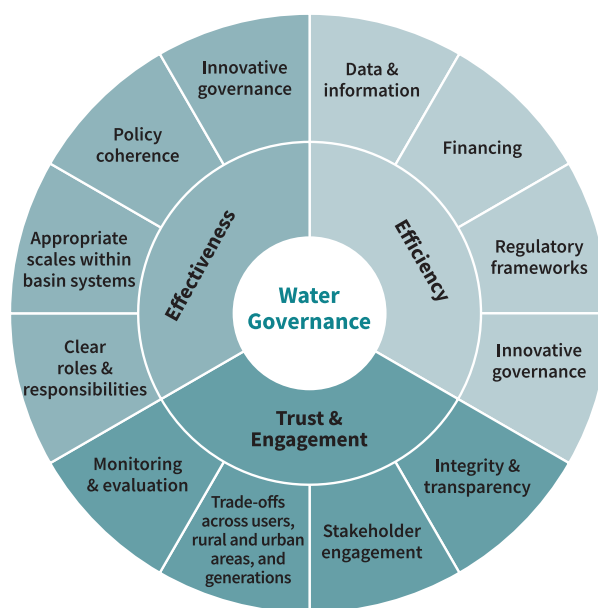 Innovative
governance
Data &
information
Policy
coherence
Financing
Appropriate
scales within
basin systems
Regulatory
frameworks
Clear
roles &
responsibilities
Innovative
governance
Monitoring
& evaluation
Trade-offs
across users,
rural and urban
areas, and
generations
Stakeholder
engagement
Integrity &
transparency
Effectiveness
Efficiency
Trust &
Engagement
Water
Governance